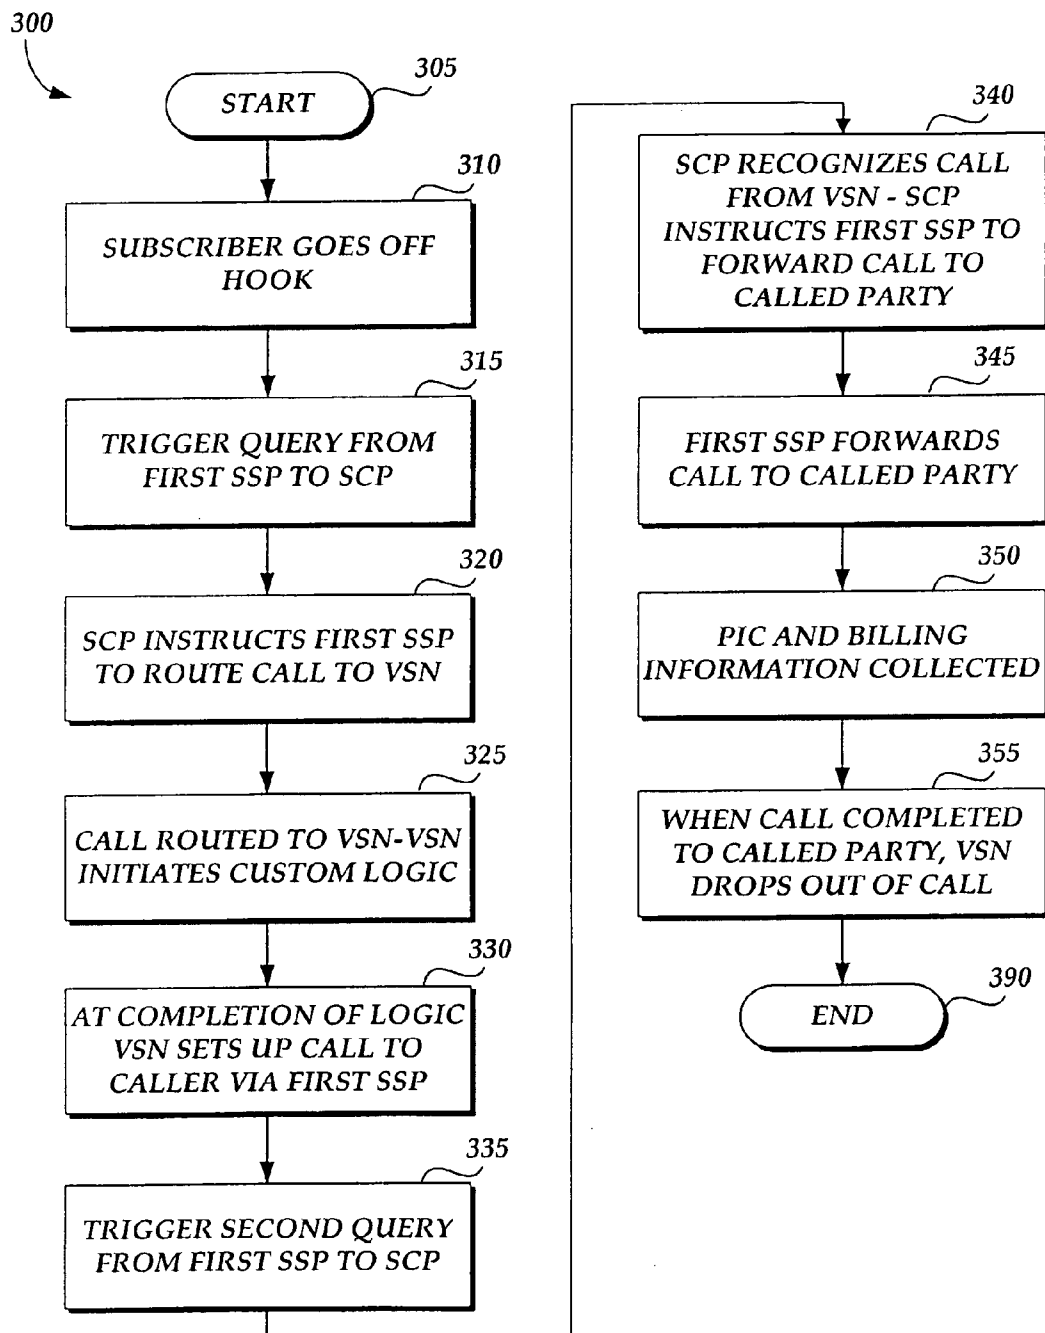 300
START
305
310
SUBSCRIBER GOES OFF
HOOK
315
TRIGGER QUERY FROM
FIRST SSP TO SCP
320
SCP INSTRUCTS FIRST SSP
TO ROUTE CALL TO VSN
325
CALL ROUTED TO VSN-VSN
INITIATES CUSTOM LOGIC
330
AT COMPLETION OF LOGIC
VSN SETS UP CALL TO
CALLER VIA FIRST SSP
335
TRIGGER SECOND QUERY
FROM FIRST SSP TO SCP
340
SCP RECOGNIZES CALL
FROM VSN - SCP
INSTRUCTS FIRST SSP TO
FORWARD CALL TO
CALLED PARTY
345
FIRST SSP FORWARDS
CALL TO CALLED PARTY
350
PIC AND BILLING
INFORMATION COLLECTED
355
WHEN CALL COMPLETED
TO CALLED PARTY, VSN
DROPS OUT OF CALL
390
END